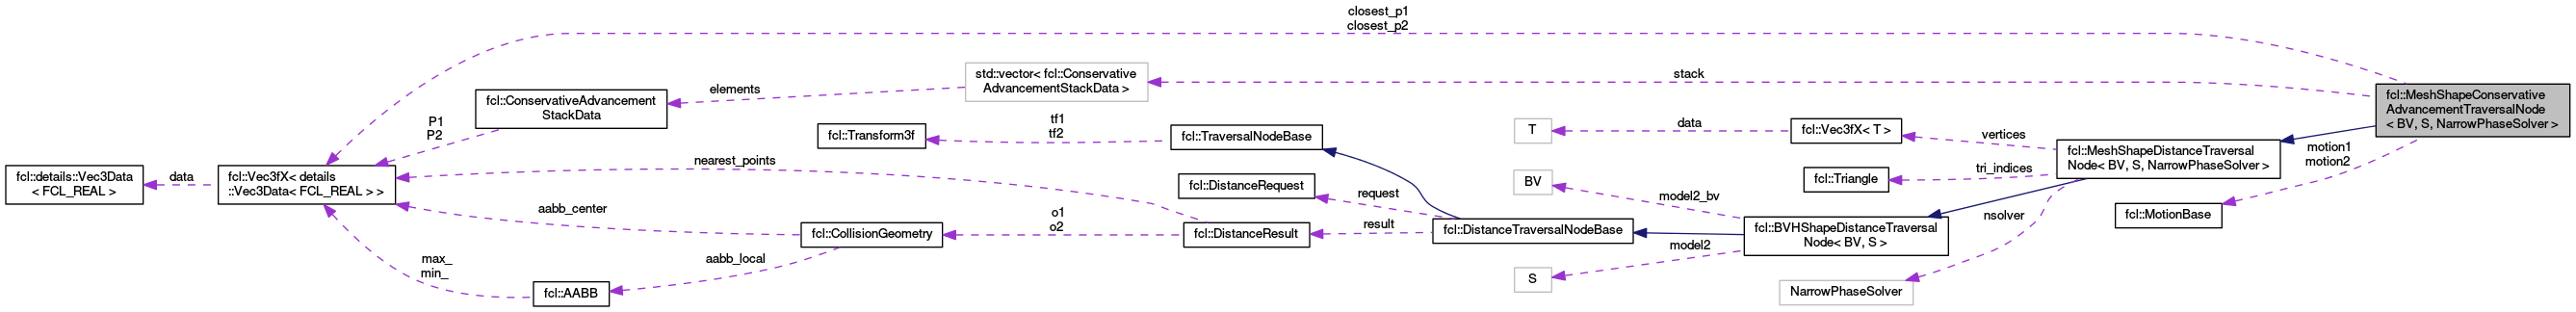 closest_p1
closest_p2
std::vector< fcl::Conservative
AdvancementStackData >
stack
elements
fcl::ConservativeAdvancement
StackData
fcl::MeshShapeConservative
AdvancementTraversalNode
< BV, S, NarrowPhaseSolver >
P1
P2
fcl::Transform3f
tf1
tf2
fcl::TraversalNodeBase
T
data
fcl::Vec3fX< T >
vertices
fcl::MeshShapeDistanceTraversal
Node< BV, S, NarrowPhaseSolver >
motion1
motion2
fcl::details::Vec3Data
< FCL_REAL >
data
fcl::Vec3fX< details
::Vec3Data< FCL_REAL > >
nearest_points
fcl::DistanceRequest
request
BV
model2_bv
fcl::Triangle
tri_indices
nsolver
fcl::MotionBase
aabb_center
fcl::CollisionGeometry
o1
o2
fcl::DistanceResult
result
fcl::DistanceTraversalNodeBase
fcl::BVHShapeDistanceTraversal
Node< BV, S >
model2
max_
min_
aabb_local
fcl::AABB
S
NarrowPhaseSolver